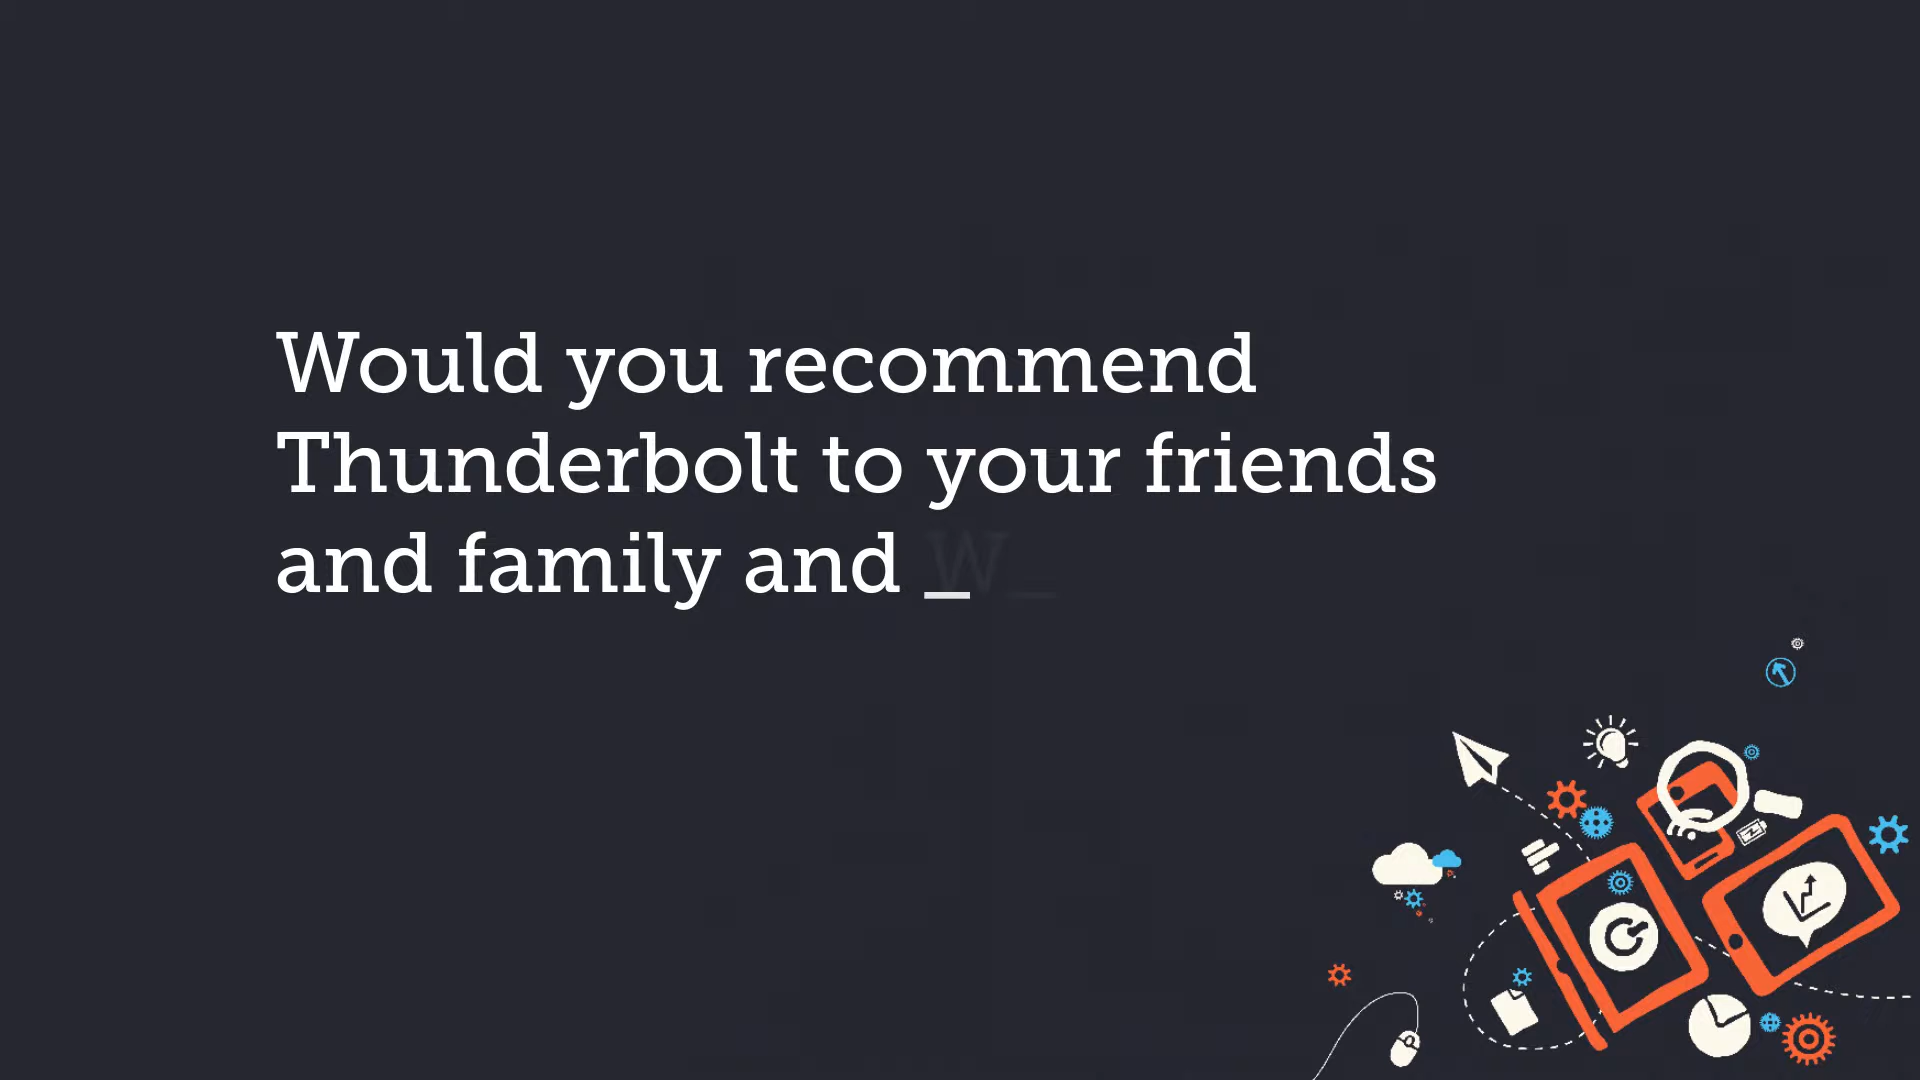 Would you recommend
Thunderbolt to your friends
and family and _